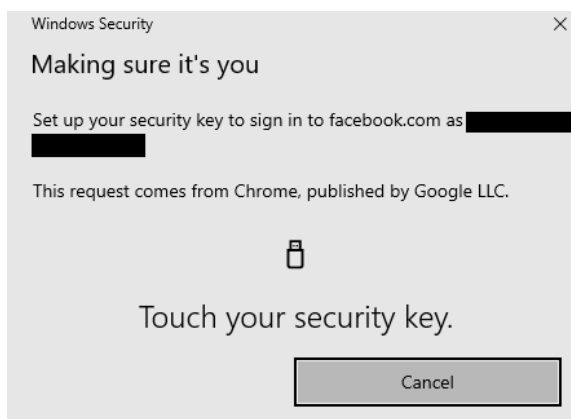 Windows Security
Making sure it's you
Set up your security key to sign in to facebook.com as
This request comes from Chrome, published by Google LLC.
Touch your security key.
Cancel